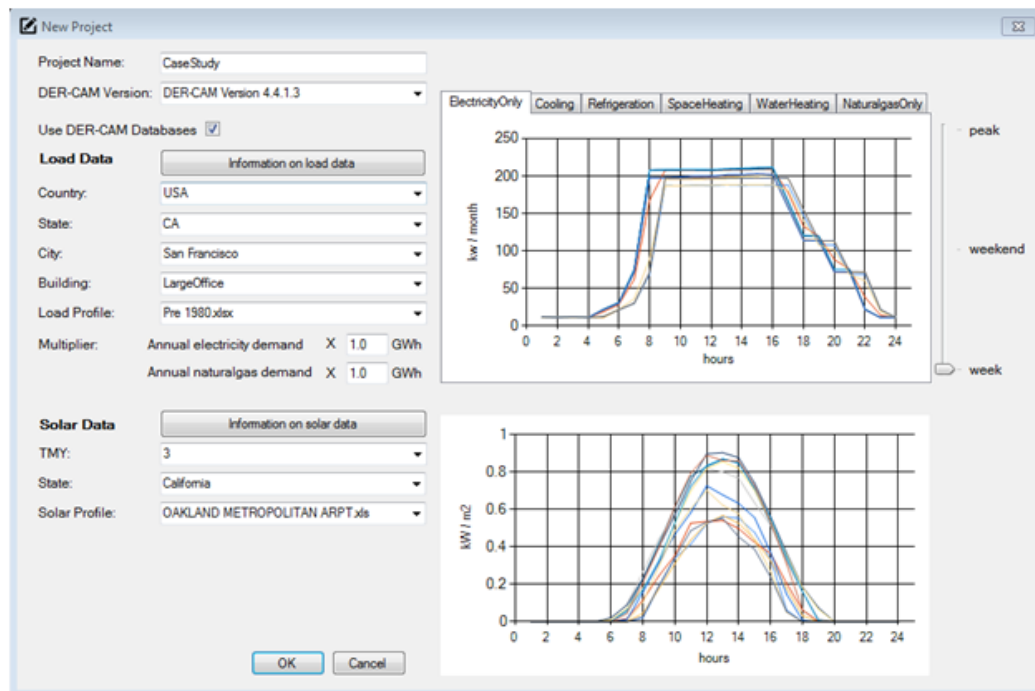 New Project
Project Name: CaseStudy
DER-CAM Version: DER-CAM Version 4.4.1.3
Use DER-CAM Databases
Load Data Information on load data
Country: USA
State: CA
City: San Francisco
Building: LargeOffice
Load Profile: Pre 1980.xlsx
Multiplier: Annual electricity demand X 1.0 GWh
Annual naturalgas demand X 1.0 GWh
Solar Data Information on solar data
TMY: 3
State: California
Solar Profile: OAKLAND METROPOLITAN ARPT.xls
OK Cancel
ElectricityOnly Cooling Refrigeration SpaceHeating WaterHeating NaturalgasOnly
250
200
150
100
50
0
kw / month
0 2 4 6 8 10 12 14 16 18 20 22 24
hours
peak
weekend
week
1
0.8
0.6
0.4
0.2
0
kW / m2
0 2 4 6 8 10 12 14 16 18 20 22 24
hours